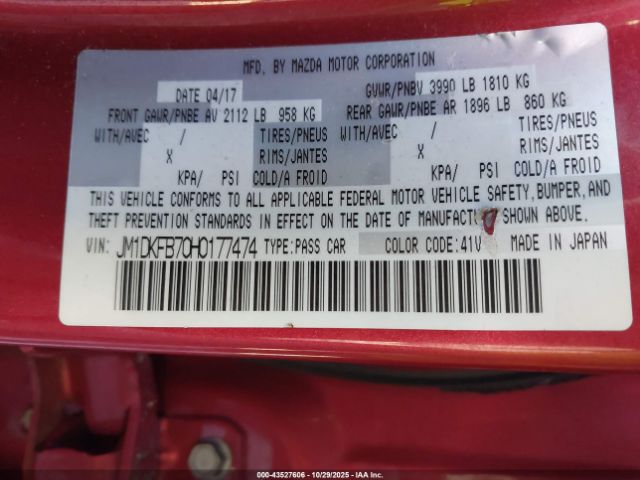 MFD. BY MAZDA MOTOR CORPORATION
DATE 04/17 GVWR/PNBV 3990 LB 1810 KG
FRONT GAWR/PNBE AV 2112 LB 958 KG REAR GAWR/PNBE AR 1896 LB 860 KG
WITH/AVEC / TIRES/PNEUS WITH/AVEC / TIRES/PNEUS
X RIMS/JANTES X RIMS/JANTES
KPA/ PSI COLD/A FROID KPA/ PSI COLD/A FROID
THIS VEHICLE CONFORMS TO ALL APPLICABLE FEDERAL MOTOR VEHICLE SAFETY, BUMPER, AND
THEFT PREVENTION STANDARDS IN EFFECT ON THE DATE OF MANUFACTU SHOWN ABOVE.
VIN: JM1DKFB70H0177474 TYPE:PASS CAR COLOR CODE:41V MADE IN JAPAN
000-43527606 - 10/29/2025 - Copyright © IAA, LLC